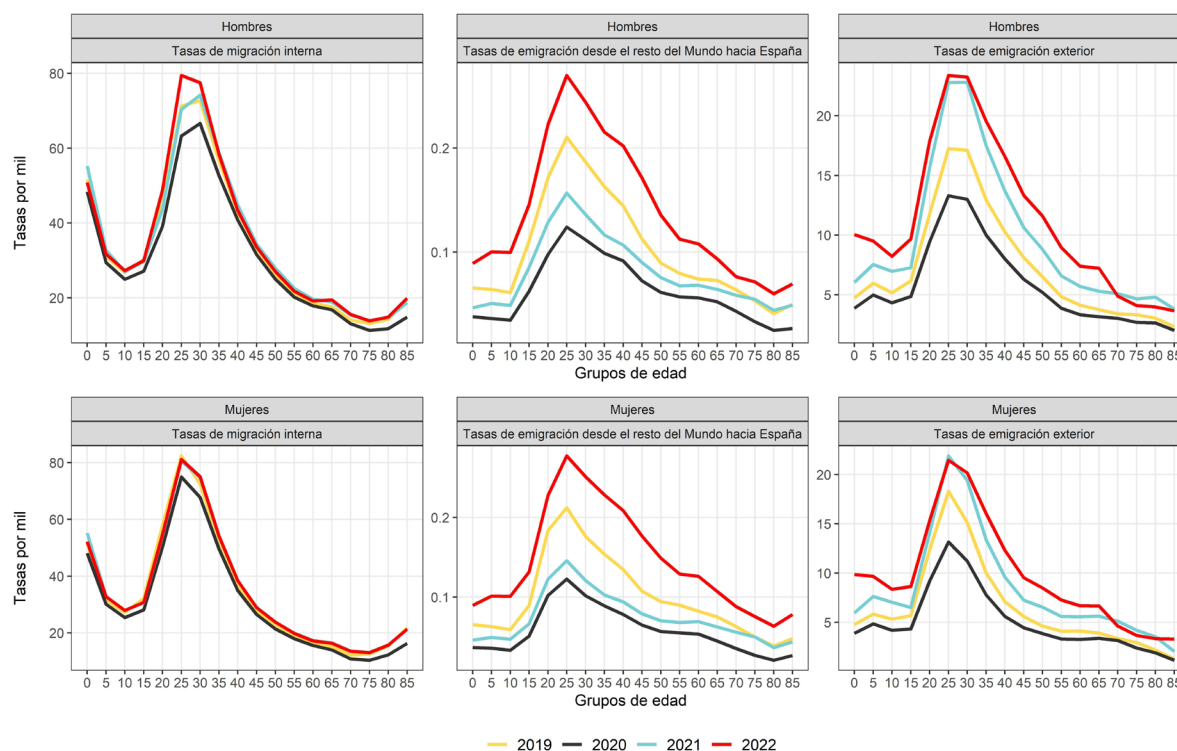 Hombres
Hombres
Hombres
Tasas de migración interna
Tasas de emigración desde el resto del Mundo hacia España
Tasas de emigración exterior
Tasas por mil
80
60
40
20
0.2
0.1
20
15
10
5
0 5 10 15 20 25 30 35 40 45 50 55 60 65 70 75 80 85
0 5 10 15 20 25 30 35 40 45 50 55 60 65 70 75 80 85
0 5 10 15 20 25 30 35 40 45 50 55 60 65 70 75 80 85
Grupos de edad
Mujeres
Mujeres
Mujeres
Tasas de migración interna
Tasas de emigración desde el resto del Mundo hacia España
Tasas de emigración exterior
Tasas por mil
80
60
40
20
0.2
0.1
20
15
10
5
0 5 10 15 20 25 30 35 40 45 50 55 60 65 70 75 80 85
0 5 10 15 20 25 30 35 40 45 50 55 60 65 70 75 80 85
0 5 10 15 20 25 30 35 40 45 50 55 60 65 70 75 80 85
Grupos de edad
2019 2020 2021 2022